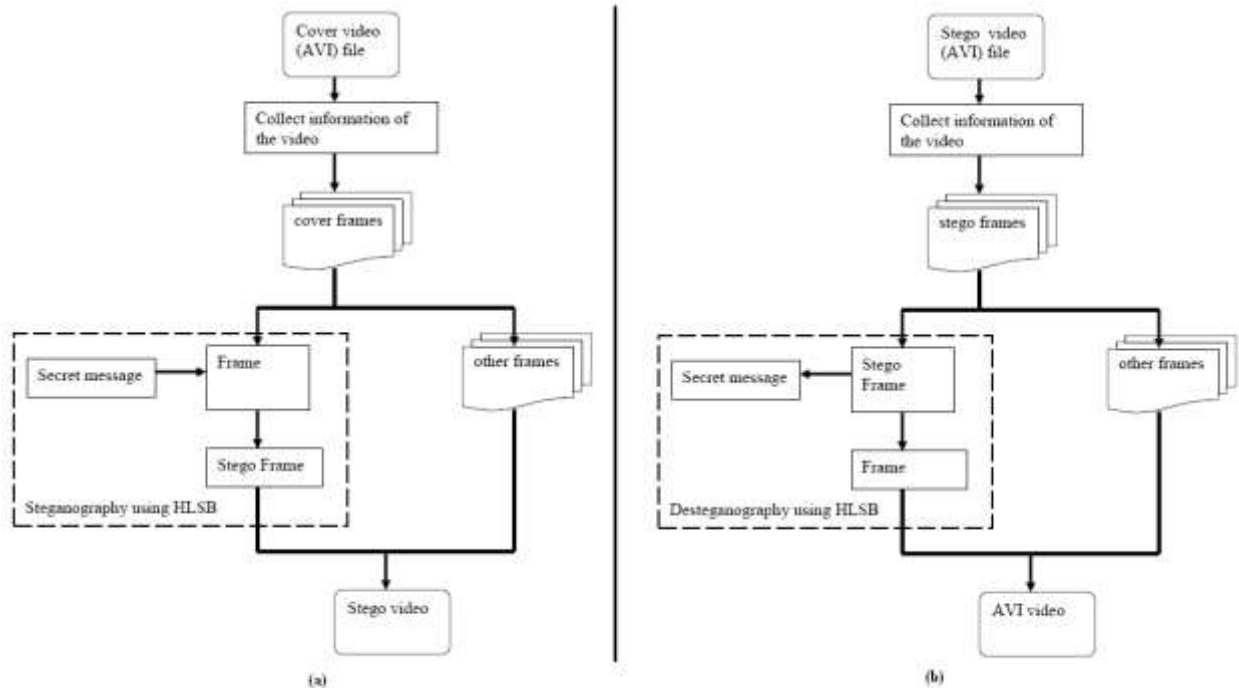 Cover video
(AVI) file
Collect information of
the video
cover frames
Secret message
Frame
other frames
Stego Frame
Steganography using HLSB
Stego video
(a)
Stego video
(AVI) file
Collect information of
the video
stego frames
Secret message
Stego
Frame
other frames
Frame
Desteganography using HLSB
AVI video
(b)